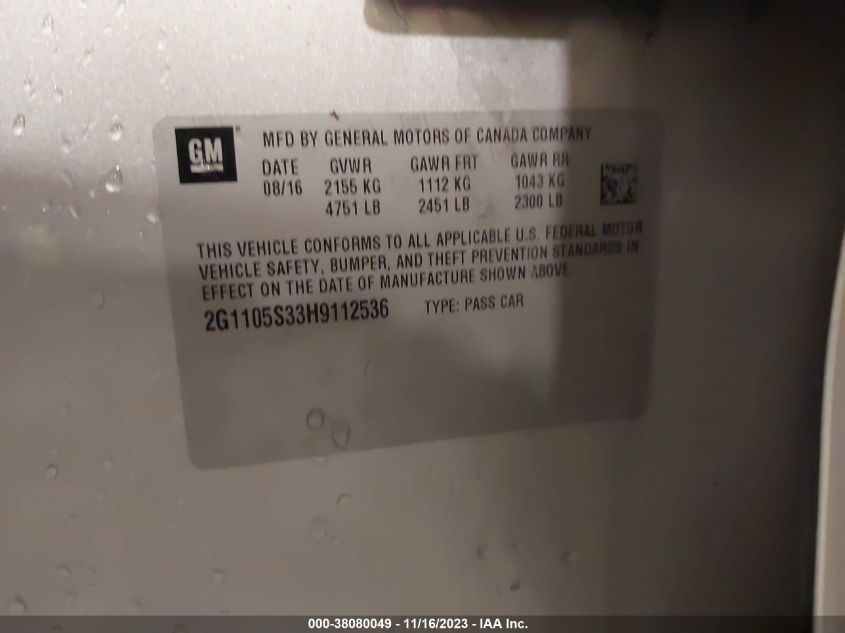 GM
MFD BY GENERAL MOTORS OF CANADA COMPANY
DATE GVWR GAWR FRT GAWR RR
08/16 2155 KG 1112 KG 1043 KG
4751 LB 2451 LB 2300 LB
THIS VEHICLE CONFORMS TO ALL APPLICABLE U.S. FEDERAL MOTOR
VEHICLE SAFETY, BUMPER, AND THEFT PREVENTION STANDARDS IN
EFFECT ON THE DATE OF MANUFACTURE SHOWN ABOVE.
2G1105S33H9112536 TYPE: PASS CAR
000-38080049 - 11/16/2023 - IAA Inc.